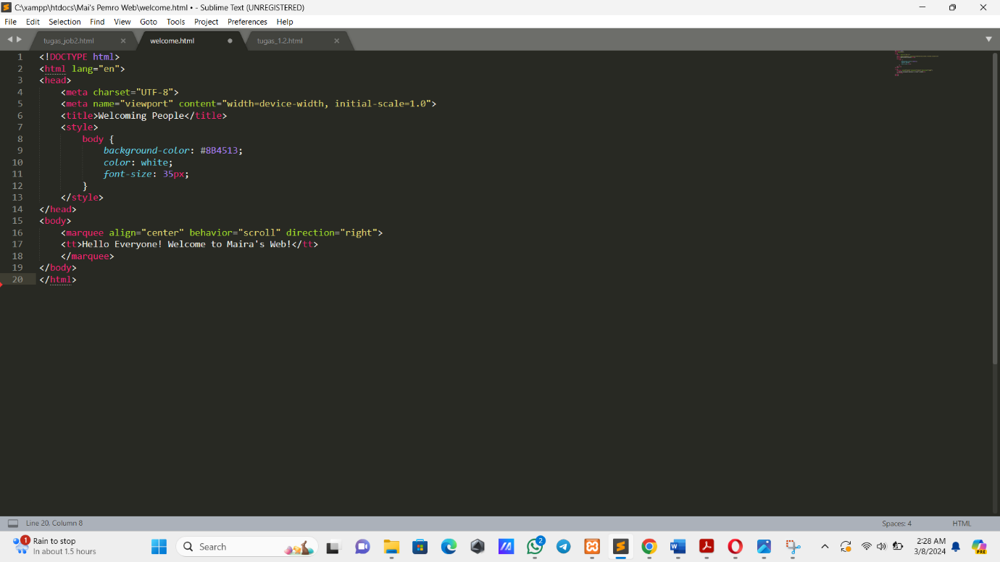 C:\xampp\htdocs\Mai's Pemro Web\welcome.html • - Sublime Text (UNREGISTERED)
File Edit Selection Find View Goto Tools Project Preferences Help
tugas_job2.html welcome.html tugas_1.2.html
1 <!DOCTYPE html>
2 <html lang="en">
3 <head>
4 <meta charset="UTF-8">
5 <meta name="viewport" content="width=device-width, initial-scale=1.0">
6 <title>Welcoming People</title>
7 <style>
8 body {
9 background-color: #8B4513;
10 color: white;
11 font-size: 35px;
12 }
13 </style>
14 </head>
15 <body>
16 <marquee align="center" behavior="scroll" direction="right">
17 <tt>Hello Everyone! Welcome to Maira's Web!</tt>
18 </marquee>
19 </body>
20 </html>
Line 20, Column 8 Spaces: 4 HTML
1 Rain to stop
In about 1.5 hours
Search
2
2:28 AM
3/8/2024
PRE